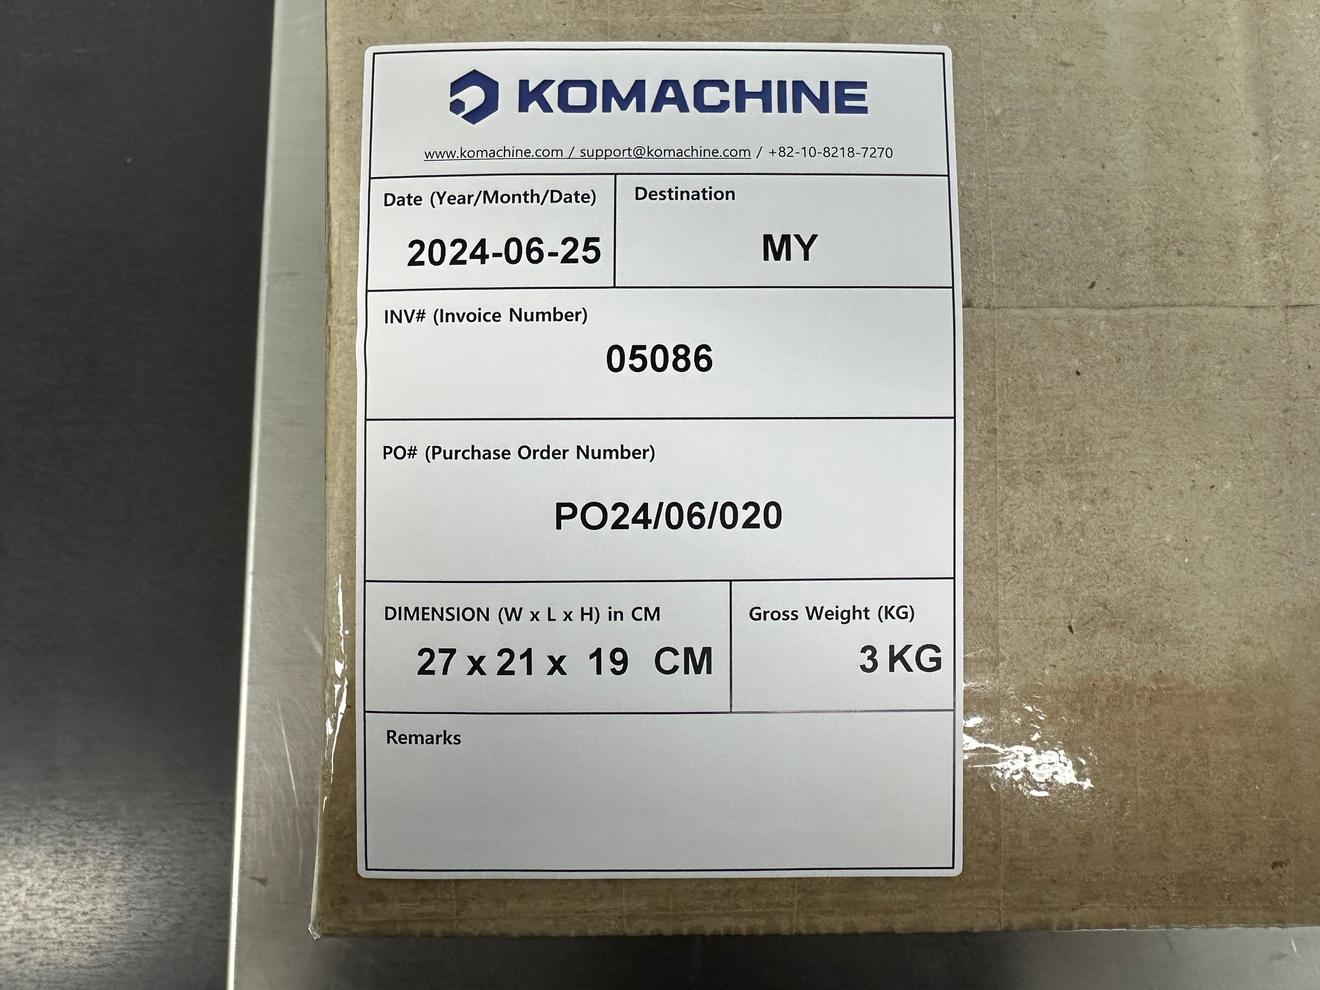 KOMACHINE
www.komachine.com / support@komachine.com / +82-10-8218-7270
Date (Year/Month/Date)
2024-06-25
Destination
MY
INV# (Invoice Number)
05086
PO# (Purchase Order Number)
PO24/06/020
DIMENSION (W x L x H) in CM
27 x 21 x 19 CM
Gross Weight (KG)
3 KG
Remarks